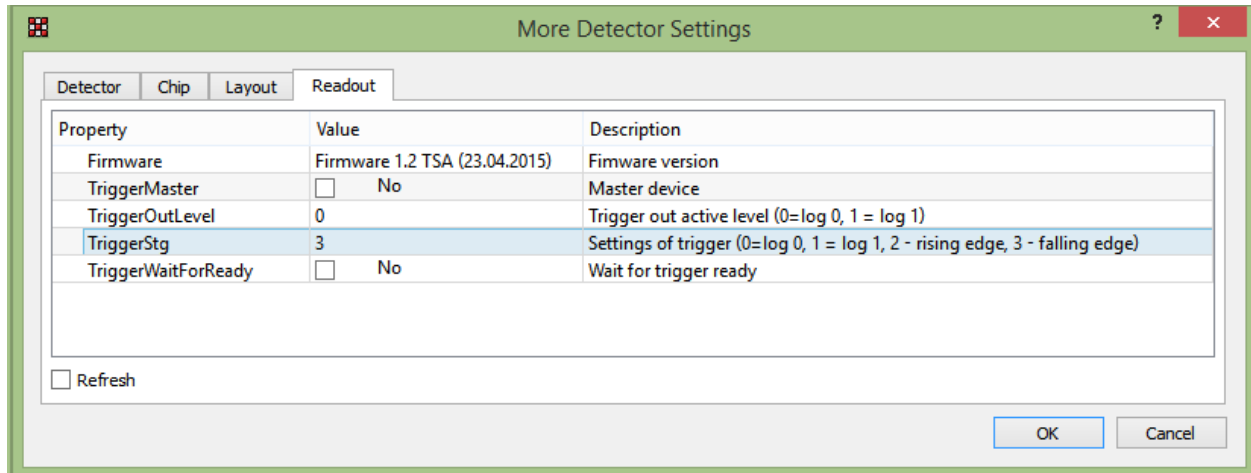 More Detector Settings ? ×
Detector Chip Layout Readout
Property Value Description
Firmware Firmware 1.2 TSA (23.04.2015) Fimware version
TriggerMaster No Master device
TriggerOutLevel 0 Trigger out active level (0=log 0, 1 = log 1)
TriggerStg 3 Settings of trigger (0=log 0, 1 = log 1, 2 - rising edge, 3 - falling edge)
TriggerWaitForReady No Wait for trigger ready
Refresh
OK Cancel